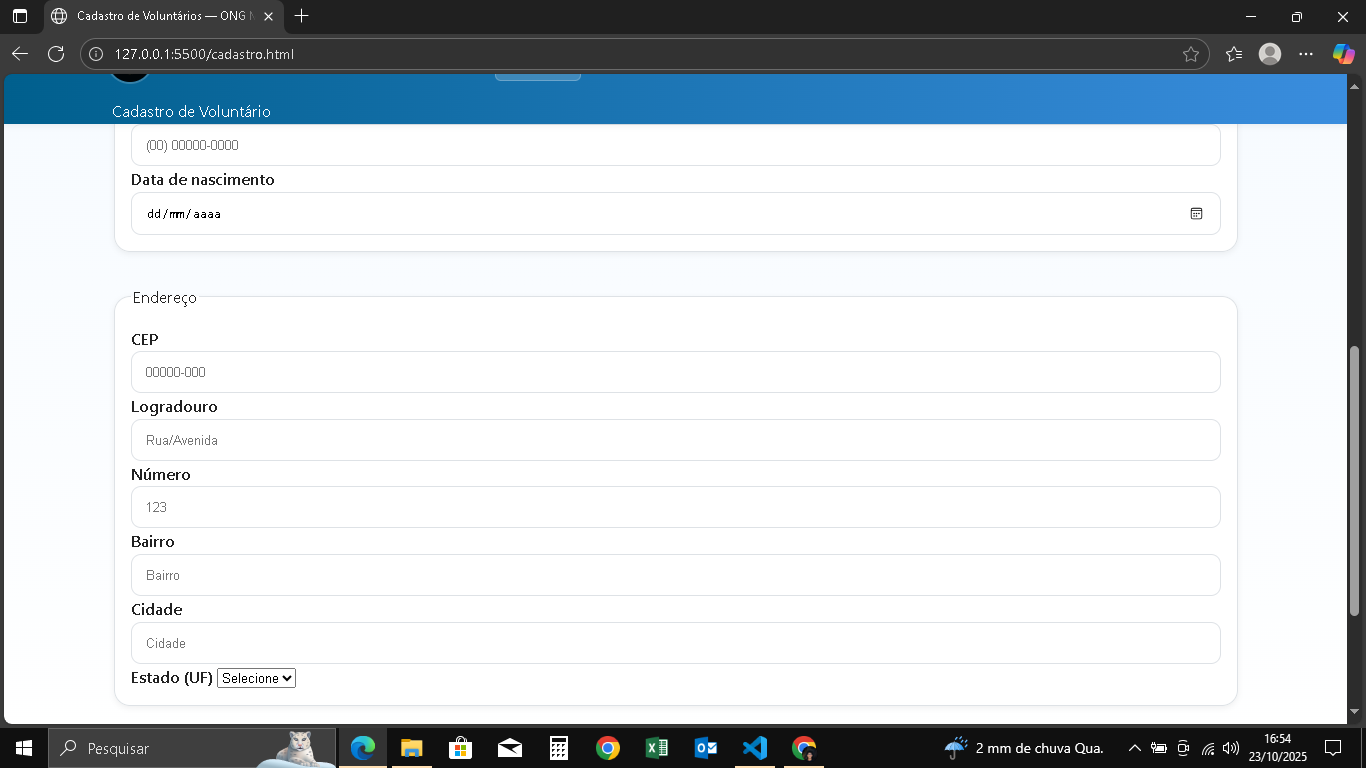 Cadastro de Voluntários — ONG
127.0.0.1:5500/cadastro.html
Cadastro de Voluntário
(00) 00000-0000
Data de nascimento
dd/mm/aaaa
Endereço
CEP
00000-000
Logradouro
Rua/Avenida
Número
123
Bairro
Bairro
Cidade
Cidade
Estado (UF) Selecione
Pesquisar
2 mm de chuva Qua.
16:54
23/10/2025